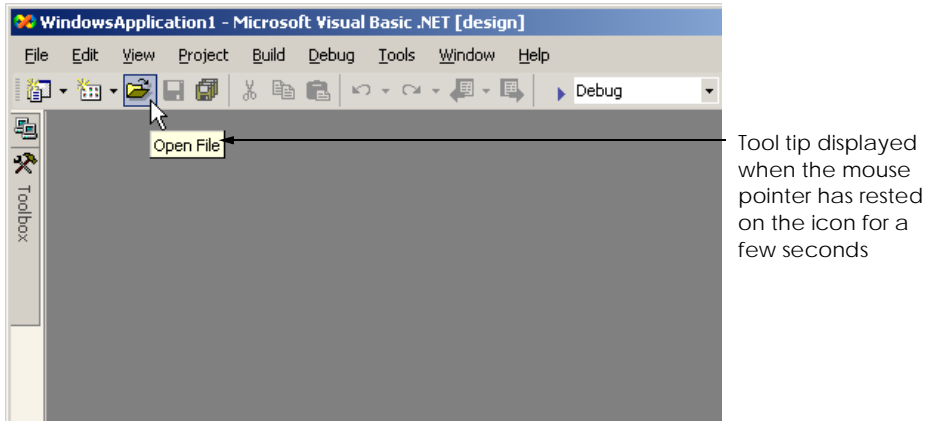 WindowsApplication1 - Microsoft Visual Basic .NET [design]
File Edit View Project Build Debug Tools Window Help
Debug
Open File
Toolbox
Tool tip displayed
when the mouse
pointer has rested
on the icon for a
few seconds